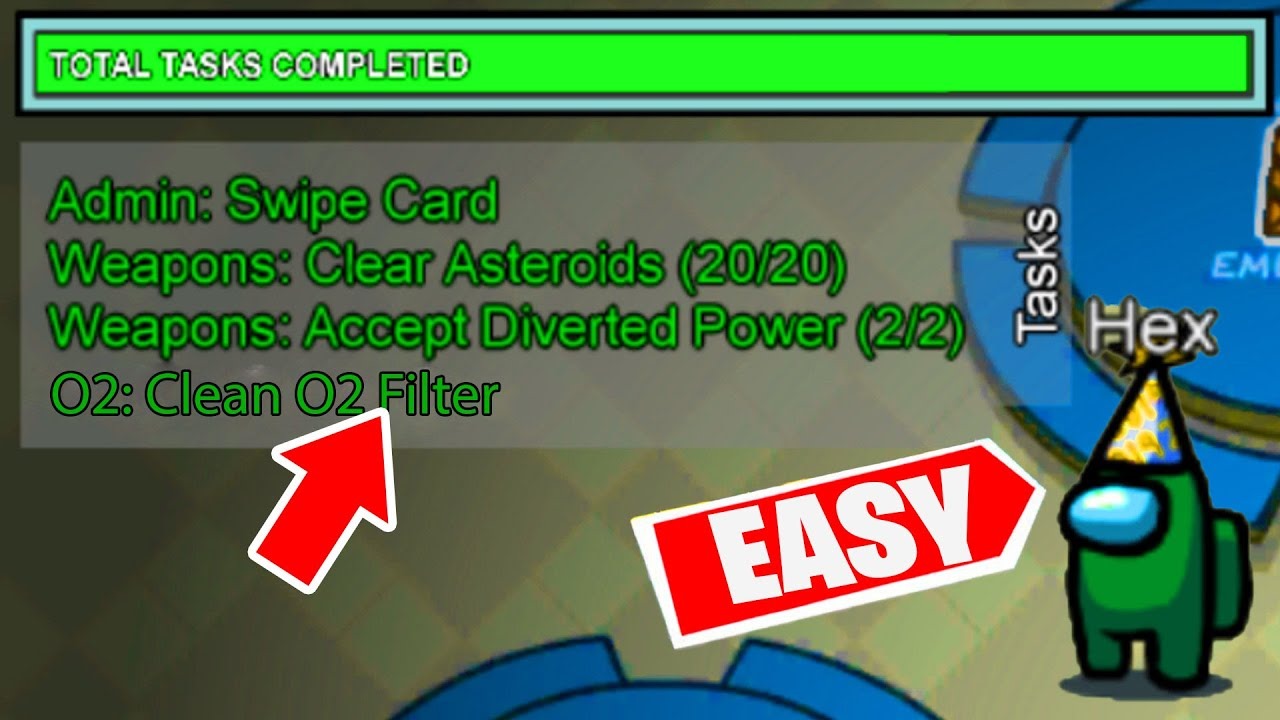 TOTAL TASKS COMPLETED
Admin: Swipe Card
Weapons: Clear Asteroids (20/20)
Weapons: Accept Diverted Power (2/2)
O2: Clean O2 Filter
Tasks
Hex
EASY